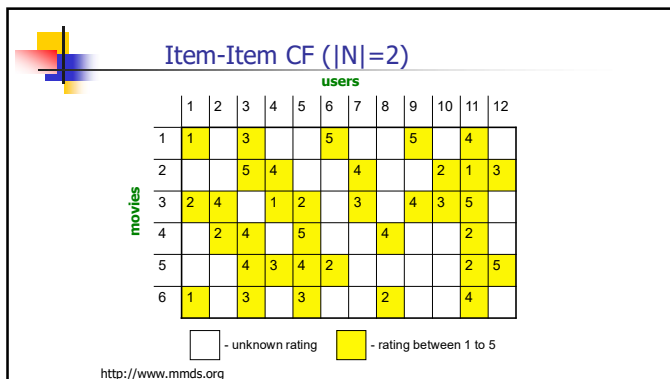 Item-Item CF (|N|=2)
users
1 2 3 4 5 6 7 8 9 10 11 12
movies
1 1 3 5 5 4
2 5 4 4 2 1 3
3 2 4 1 2 3 4 3 5
4 2 4 5 4 2
5 4 3 4 2 2 5
6 1 3 3 2 4
- unknown rating - rating between 1 to 5
http://www.mmds.org